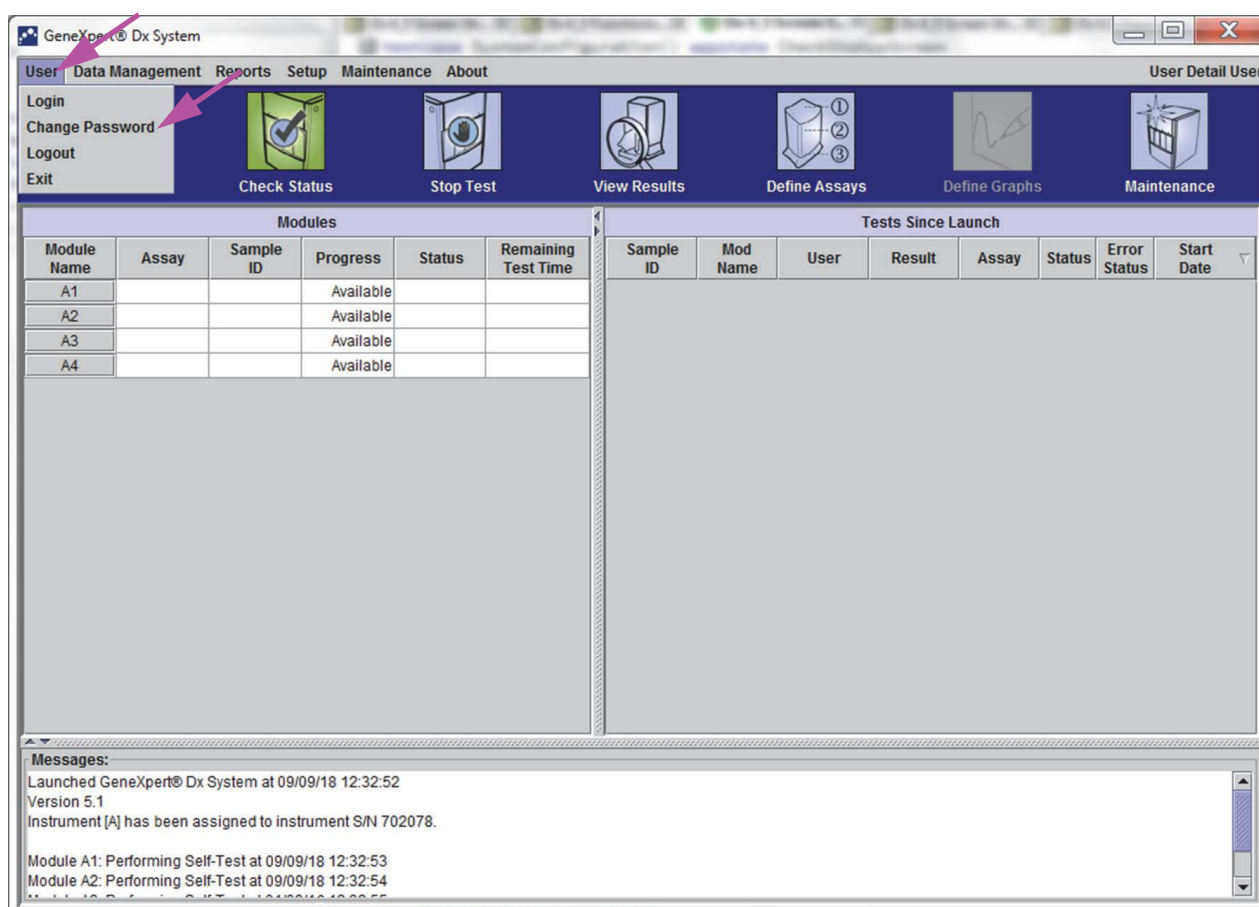 GeneXpert® Dx System
User Data Management Reports Setup Maintenance About User Detail User
Login
Change Password
Logout
Exit
Check Status Stop Test View Results Define Assays Define Graphs Maintenance
① ② ③
Modules
Module Name Assay Sample ID Progress Status Remaining Test Time
A1 Available
A2 Available
A3 Available
A4 Available
Tests Since Launch
Sample ID Mod Name User Result Assay Status Error Status Start Date
Messages:
Launched GeneXpert® Dx System at 09/09/18 12:32:52
Version 5.1
Instrument [A] has been assigned to instrument S/N 702078.
Module A1: Performing Self-Test at 09/09/18 12:32:53
Module A2: Performing Self-Test at 09/09/18 12:32:54